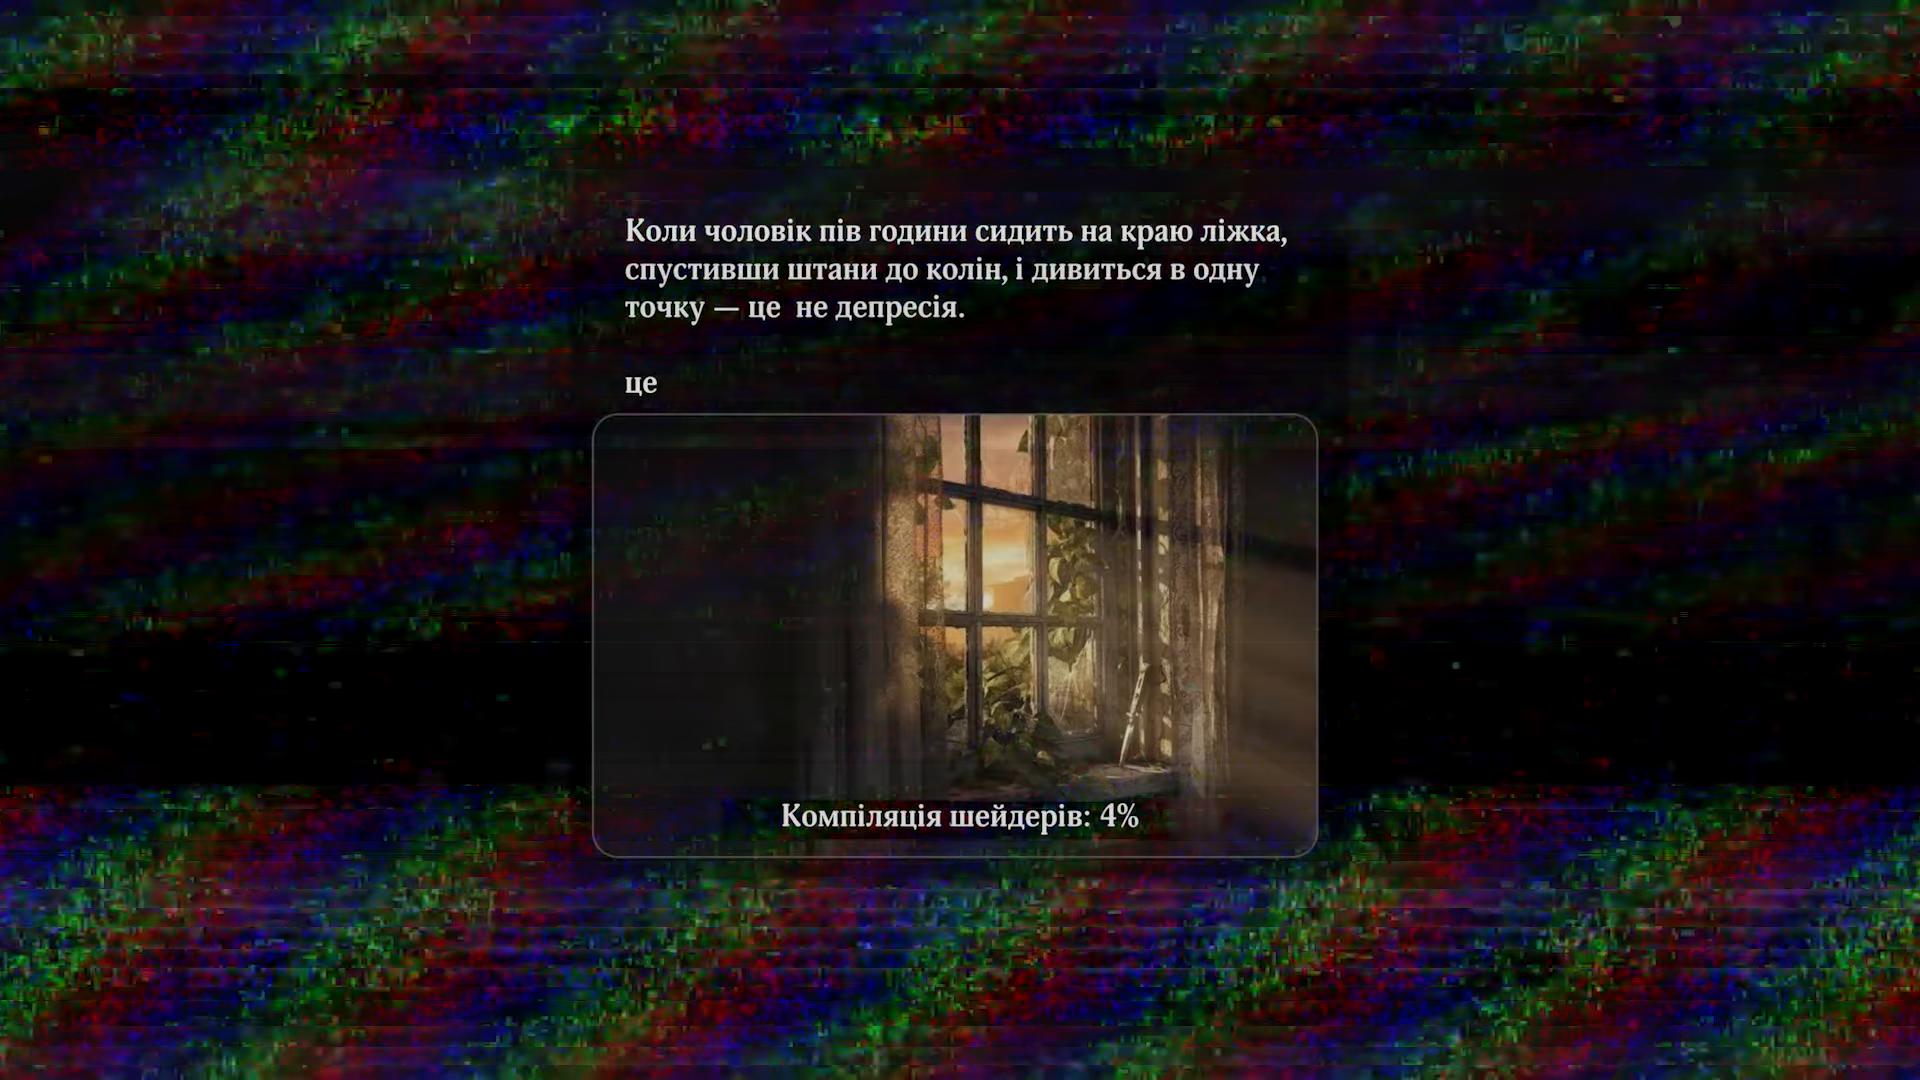 Коли чоловік пів години сидить на краю ліжка,
спустивши штани до колін, і дивиться в одну
точку — це  не депресія.
це
Компіляція шейдерів: 4%